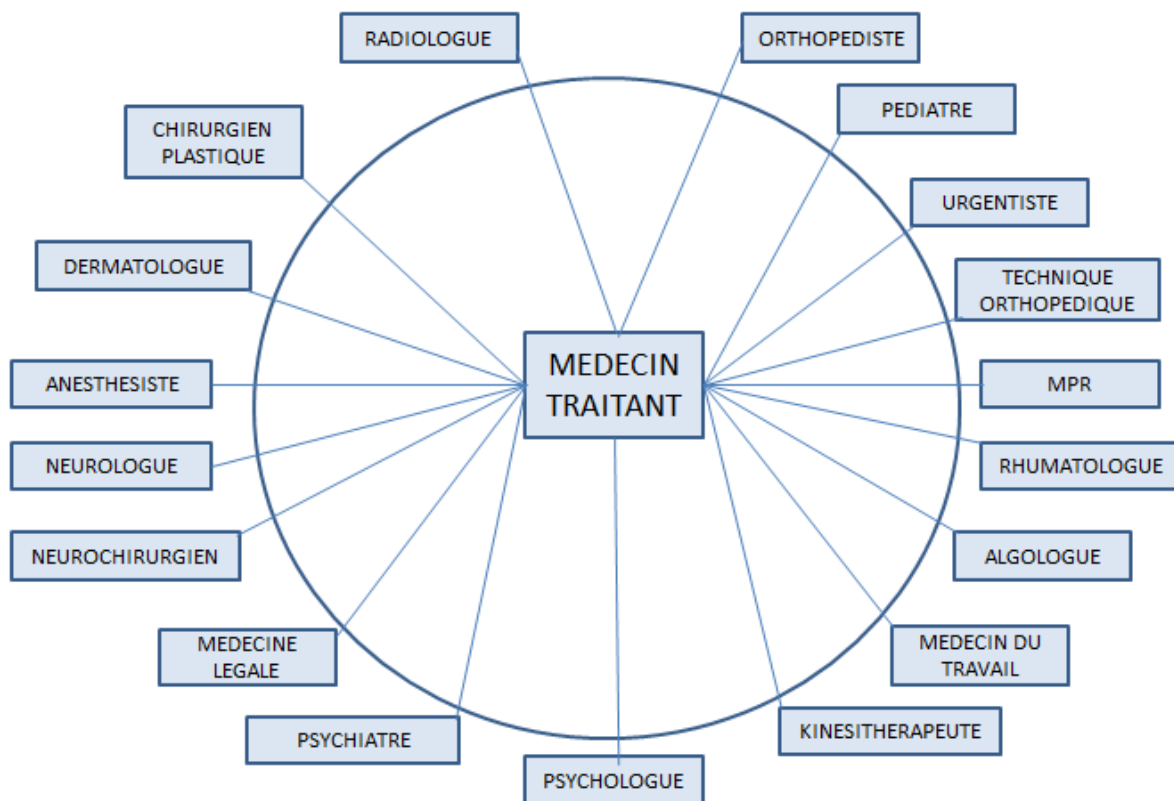 RADIOLOGUE
ORTHOPEDISTE
PEDIATRE
CHIRURGIEN
PLASTIQUE
URGENTISTE
DERMATOLOGUE
TECHNIQUE
ORTHOPEDIQUE
MEDECIN
TRAITANT
ANESTHESISTE
MPR
NEUROLOGUE
RHUMATOLOGUE
NEUROCHIRURGIEN
ALGOLOGUE
MEDECINE
LEGALE
MEDECIN DU
TRAVAIL
PSYCHIATRE
KINESITHERAPEUTE
PSYCHOLOGUE